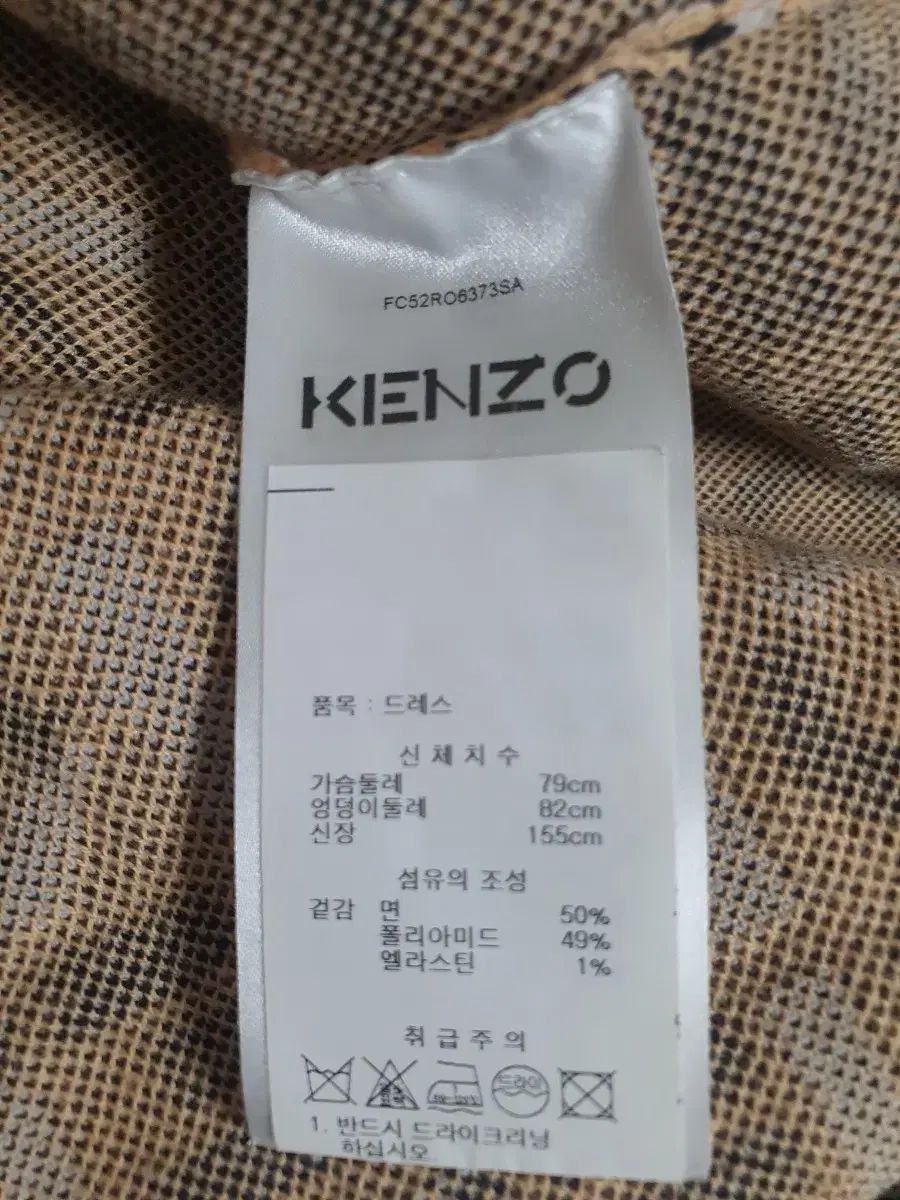 FC52RO6373SA
KENZO
품목 : 드레스
신체치수
가슴둘레 79cm
엉덩이둘레 82cm
신장 155cm
섬유의 조성
겉감 면 50%
폴리아미드 49%
엘라스틴 1%
취급주의
드라이
1. 반드시 드라이크리닝
하십시오.